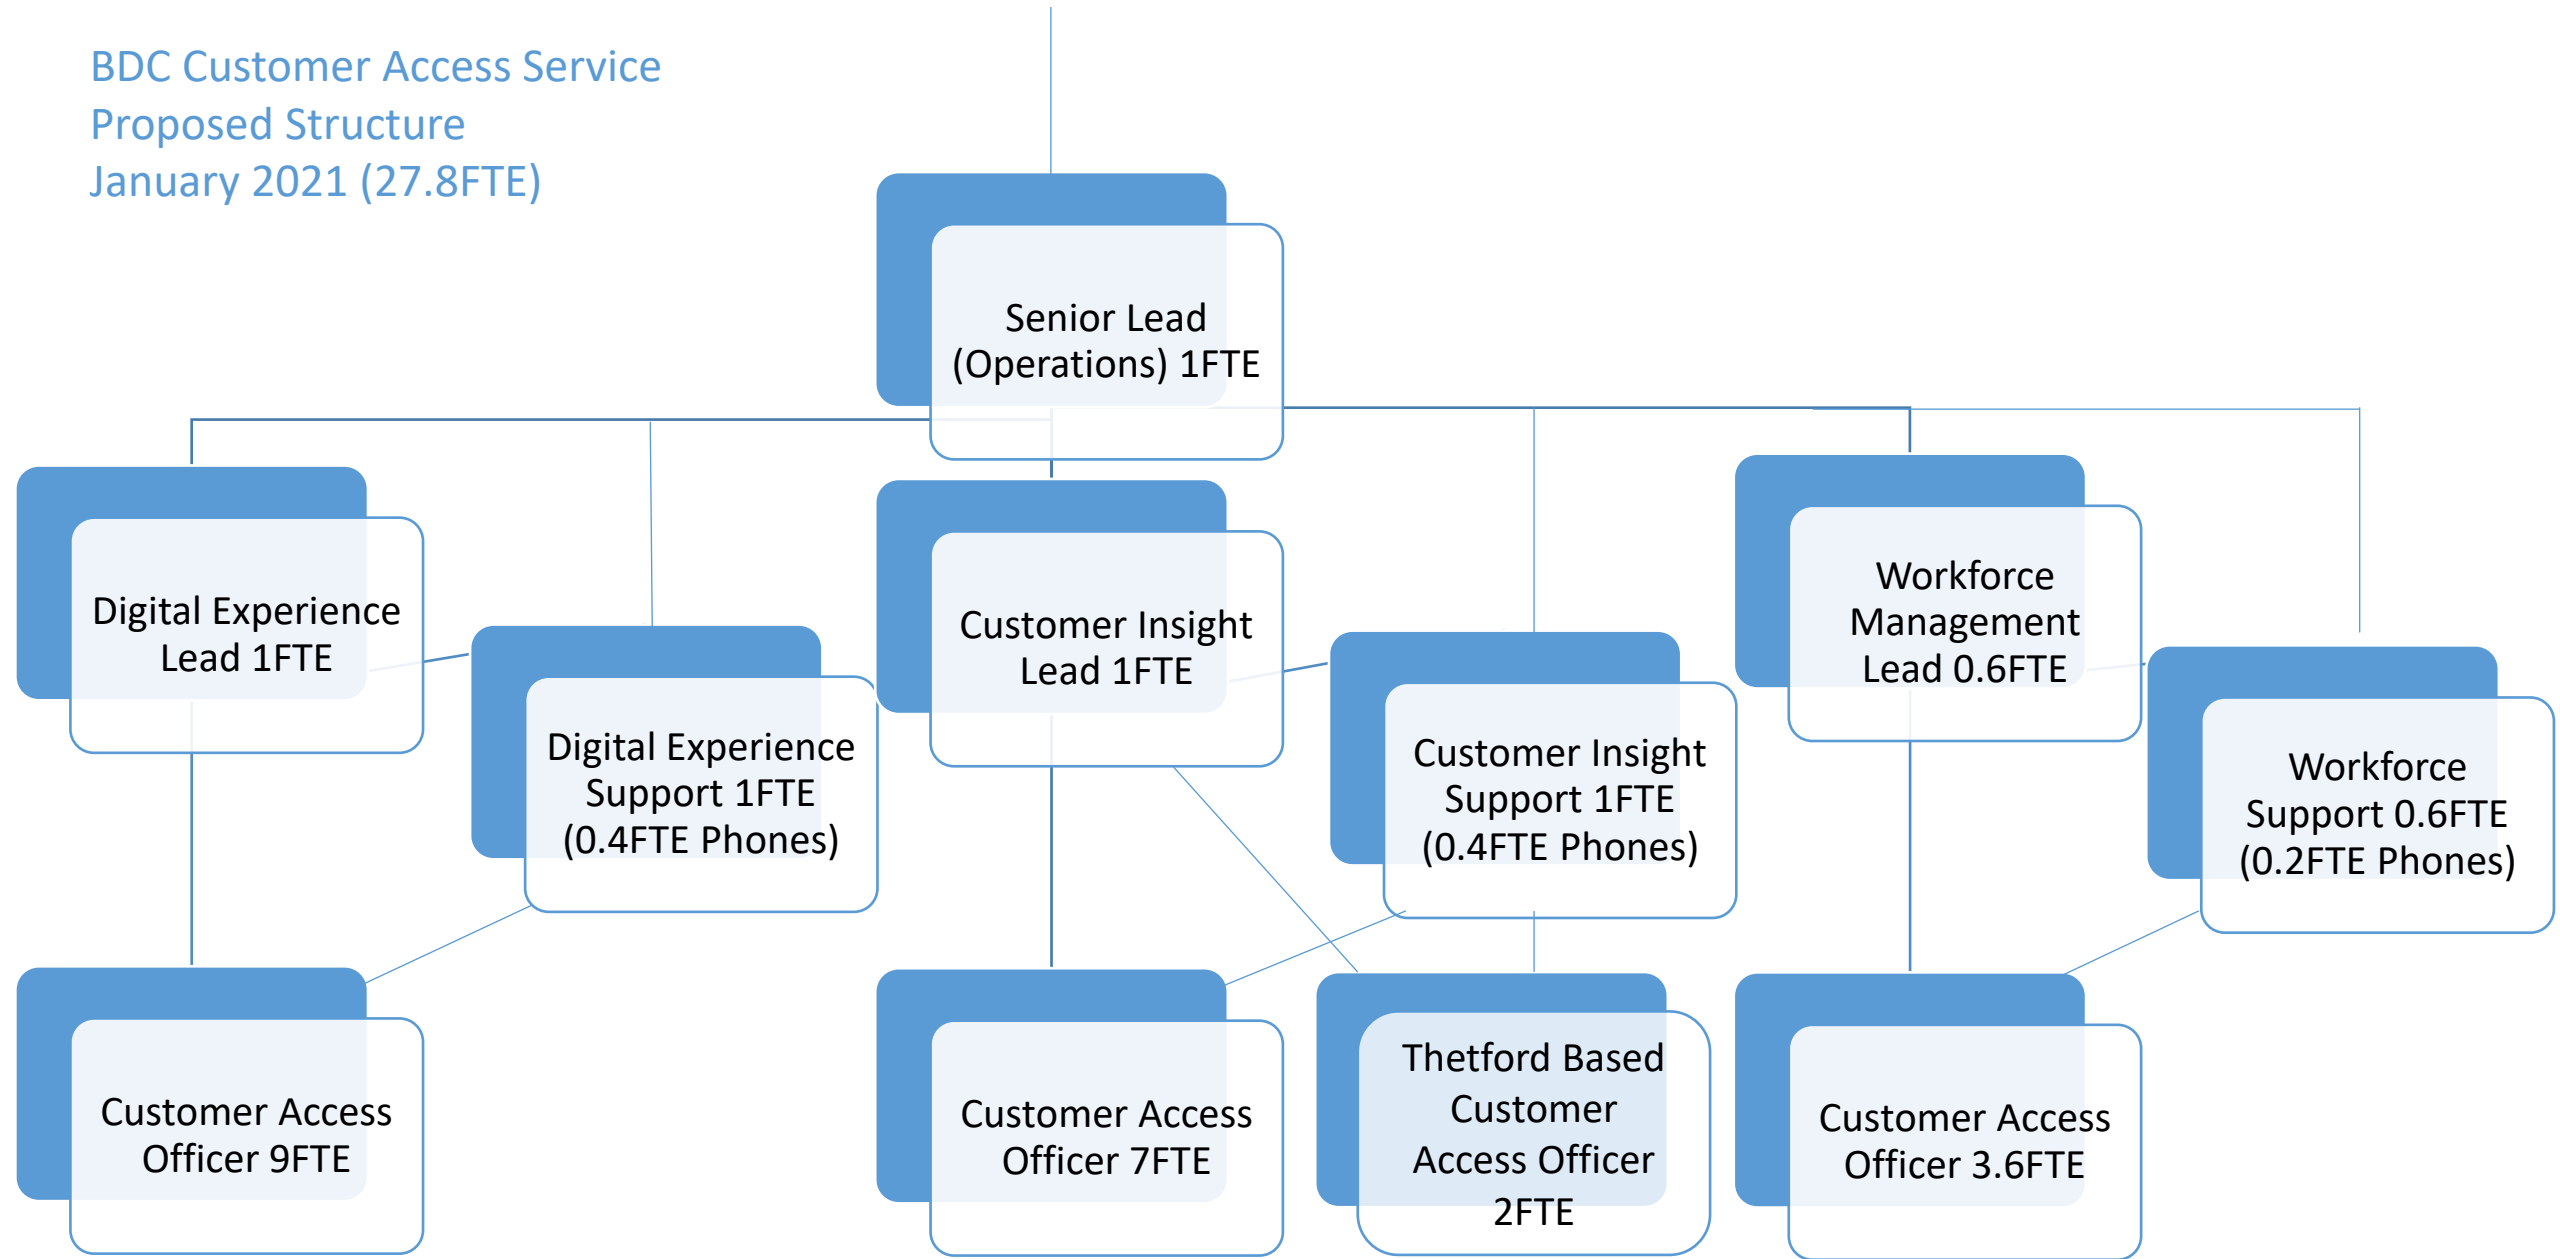 BDC Customer Access Service
Proposed Structure
January 2021 (27.8FTE)
Senior Lead
(Operations) 1FTE
Digital Experience
Lead 1FTE
Digital Experience
Support 1FTE
(0.4FTE Phones)
Customer Insight
Lead 1FTE
Customer Insight
Support 1FTE
(0.4FTE Phones)
Workforce
Management
Lead 0.6FTE
Workforce
Support 0.6FTE
(0.2FTE Phones)
Customer Access
Officer 9FTE
Customer Access
Officer 7FTE
Thetford Based
Customer
Access Officer
2FTE
Customer Access
Officer 3.6FTE